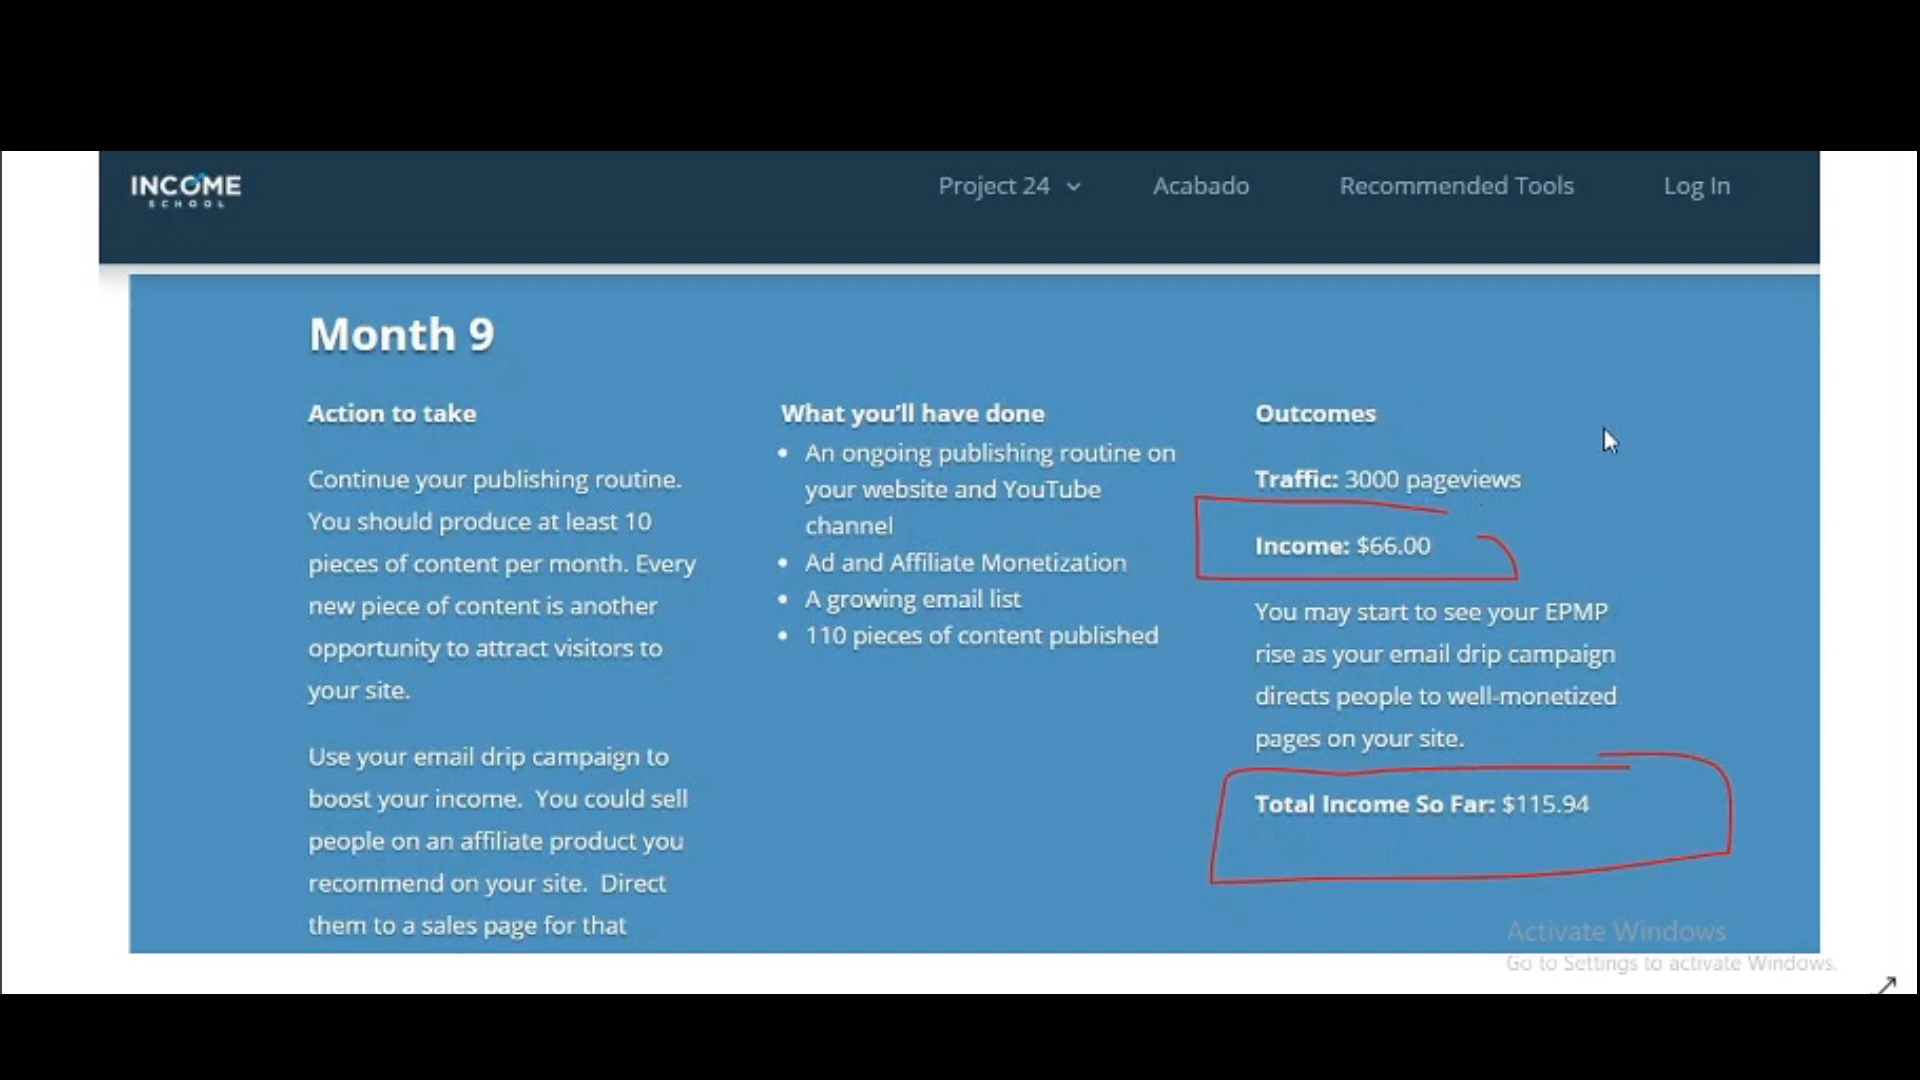 INCOME
SCHOOL
Project 24
Acabado
Recommended Tools
Log In
Month 9
Action to take
Continue your publishing routine.
You should produce at least 10
pieces of content per month. Every
new piece of content is another
opportunity to attract visitors to
your site.
Use your email drip campaign to
boost your income. You could sell
people on an affiliate product you
recommend on your site. Direct
them to a sales page for that
What you'll have done
• An ongoing publishing routine on
your website and YouTube
channel
• Ad and Affiliate Monetization
• A growing email list
• 110 pieces of content published
Outcomes
Traffic: 3000 pageviews
Income: $66.00
You may start to see your EPMP
rise as your email drip campaign
directs people to well-monetized
pages on your site.
Total Income So Far: $115.94
Activate Windows
Go to Settings to activate Windows.